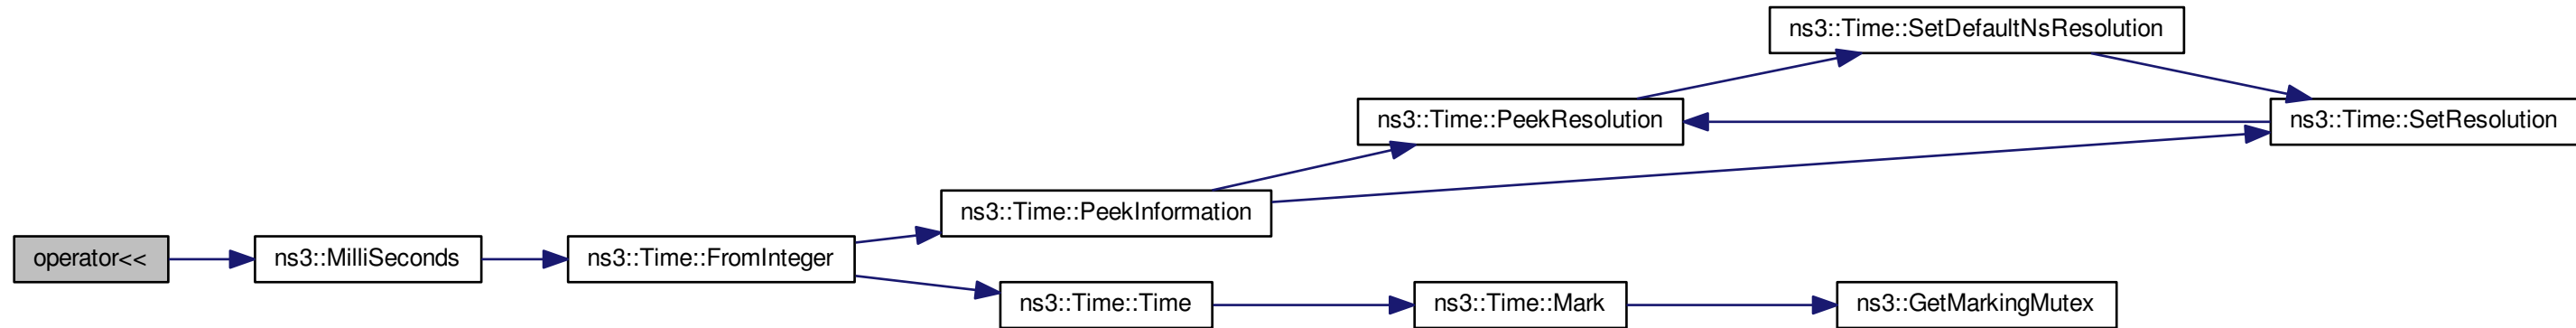 ns3::Time::SetDefaultNsResolution
ns3::Time::PeekResolution
ns3::Time::SetResolution
ns3::Time::PeekInformation
operator<<
ns3::MilliSeconds
ns3::Time::FromInteger
ns3::Time::Time
ns3::Time::Mark
ns3::GetMarkingMutex